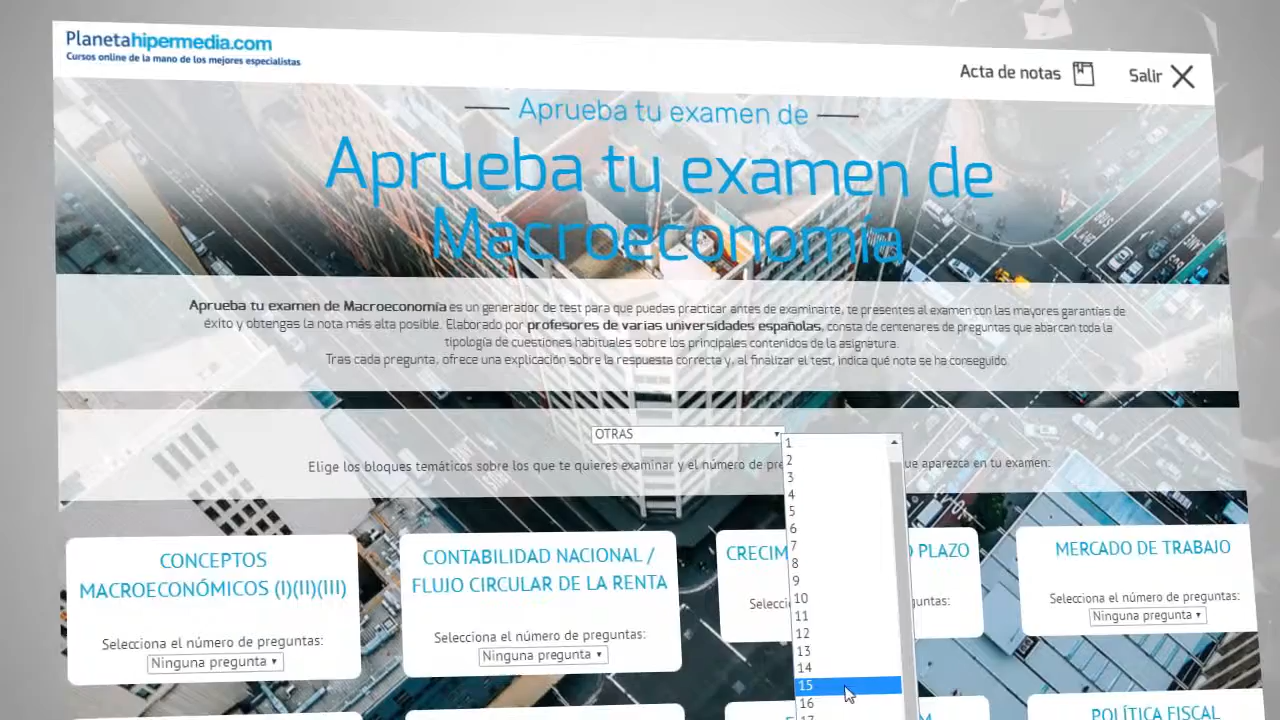 Planetahipermedia.com
Cursos online de la mano de los mejores especialistas
Acta de notas
Salir
Aprueba tu examen de
Aprueba tu examen de
Macroeconomía
Aprueba tu examen de Macroeconomía es un generador de test para que puedas practicar antes de examinarte, te presentes al examen con las mayores garantías de
éxito y obtengas la nota más alta posible. Elaborado por profesores de varias universidades españolas, consta de centenares de preguntas que abarcan toda la
tipología de cuestiones habituales sobre los principales contenidos de la asignatura.
Tras cada pregunta, ofrece una explicación sobre la respuesta correcta y, al finalizar el test, indica qué nota se ha conseguido.
OTRAS
Elige los bloques temáticos sobre los que te quieres examinar y el número de pre
ue aparezca en tu examen:
1
2
3
4
5
6
7
8
9
10
11
12
13
14
15
16
17
CONCEPTOS
MACROECONÓMICOS (I)(II)(III)
Selecciona el número de preguntas:
Ninguna pregunta
CONTABILIDAD NACIONAL /
FLUJO CIRCULAR DE LA RENTA
Selecciona el número de preguntas:
Ninguna pregunta
CRECIM
O PLAZO
Selecci
untas:
MERCADO DE TRABAJO
Selecciona el número de preguntas:
Ninguna pregunta
POLÍTICA FISCAL